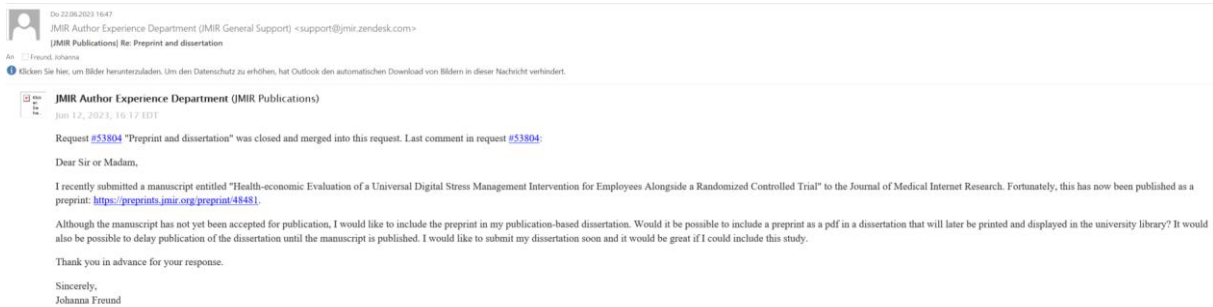 Do 22.06.2023 16:47
JMIR Author Experience Department (JMIR General Support) <support@jmir.zendesk.com>
[JMIR Publications] Re: Preprint and dissertation
An Freund, Johanna
Klicken Sie hier, um Bilder herunterzuladen. Um den Datenschutz zu erhöhen, hat Outlook den automatischen Download von Bildern in dieser Nachricht verhindert.
JMIR Author Experience Department (JMIR Publications)
Jun 12, 2023, 16:17 EDT
Request #53804 "Preprint and dissertation" was closed and merged into this request. Last comment in request #53804:
Dear Sir or Madam,
I recently submitted a manuscript entitled "Health-economic Evaluation of a Universal Digital Stress Management Intervention for Employees Alongside a Randomized Controlled Trial" to the Journal of Medical Internet Research. Fortunately, this has now been published as a
preprint: https://preprints.jmir.org/preprint/48481.
Although the manuscript has not yet been accepted for publication, I would like to include the preprint in my publication-based dissertation. Would it be possible to include a preprint as a pdf in a dissertation that will later be printed and displayed in the university library? It would
also be possible to delay publication of the dissertation until the manuscript is published. I would like to submit my dissertation soon and it would be great if I could include this study.
Thank you in advance for your response.
Sincerely,
Johanna Freund